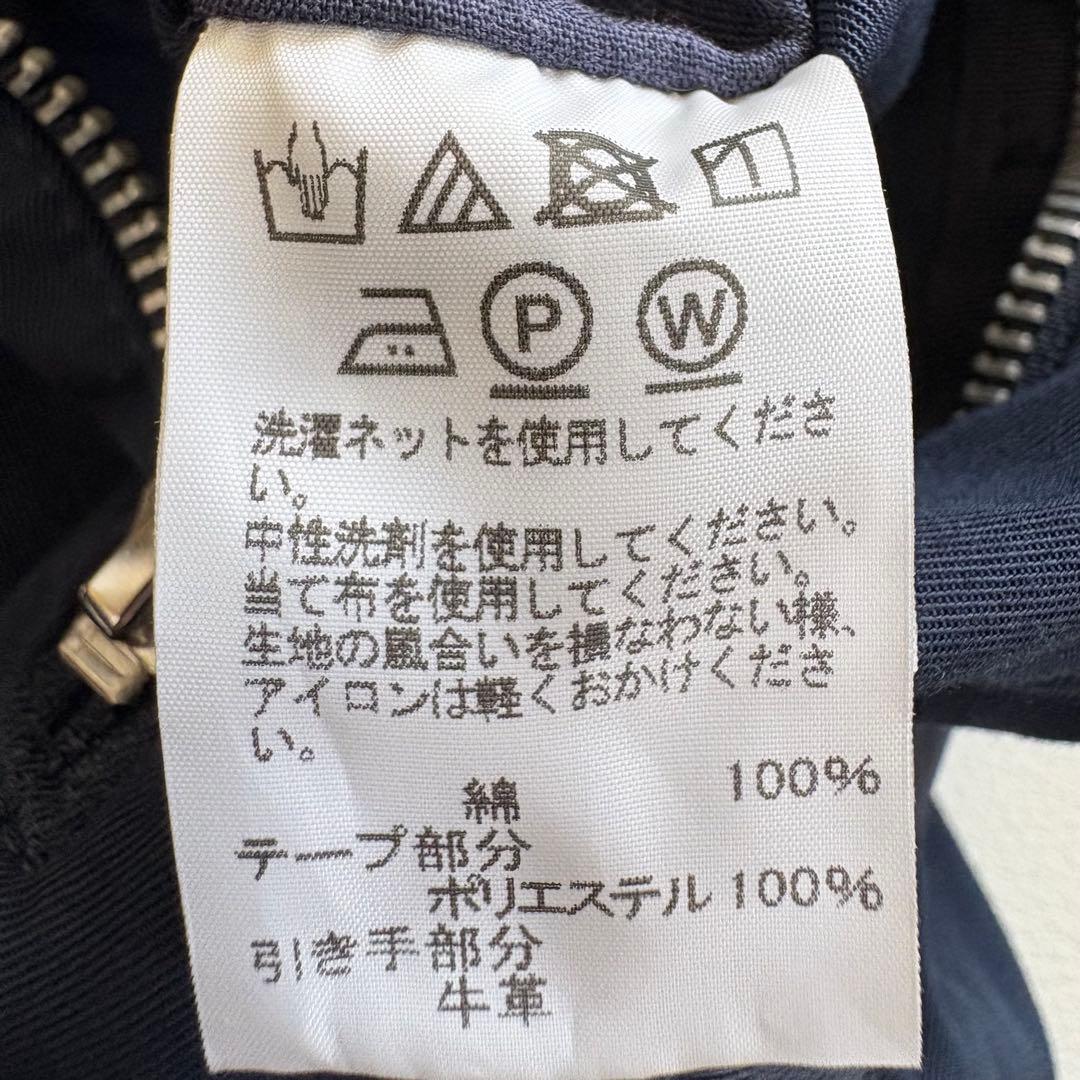 P W
洗濯ネットを使用してくださ
い。
中性洗剤を使用してください。
当て布を使用してください。
生地の風合いを損なわない様、
アイロンは軽くおかけくださ
い。
綿 100%
テープ部分
ポリエステル 100%
引き手部分
牛革